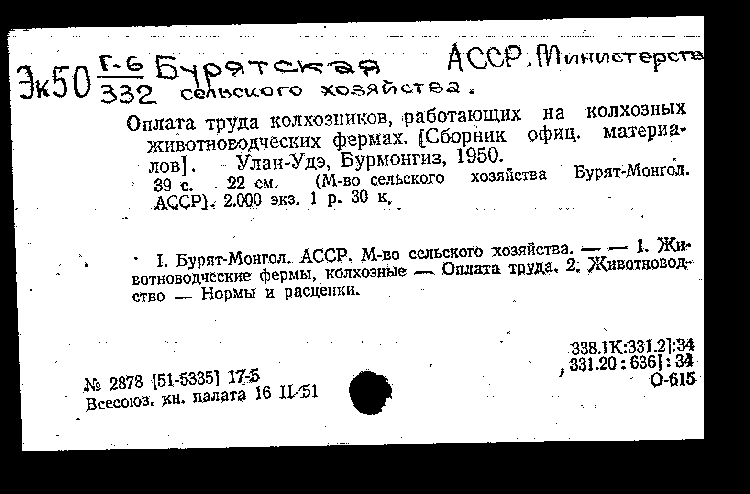 Эк50 Г-6/332 Бурятская АССР. Министерств
сельского хозяйства.
Оплата труда колхозников, работающих на колхозных
животноводческих фермах. [Сборник офиц. материа-
лов]. Улан-Удэ, Бурмонгиз, 1950.
39 с. 22 см. (М-во сельского хозяйства Бурят-Монгол.
АССР). 2.000 экз. 1 р. 30 к.
I. Бурят-Монгол. АССР. М-во сельского хозяйства. — — 1. Жи-
вотноводческие фермы, колхозные — Оплата труда. 2. Животновод-
ство — Нормы и расценки.
338.1К:331.2]:34
331.20:636]:34
О-615
№ 2878 [51-5335] 17-5
Всесоюз. кн. палата 16 II 51